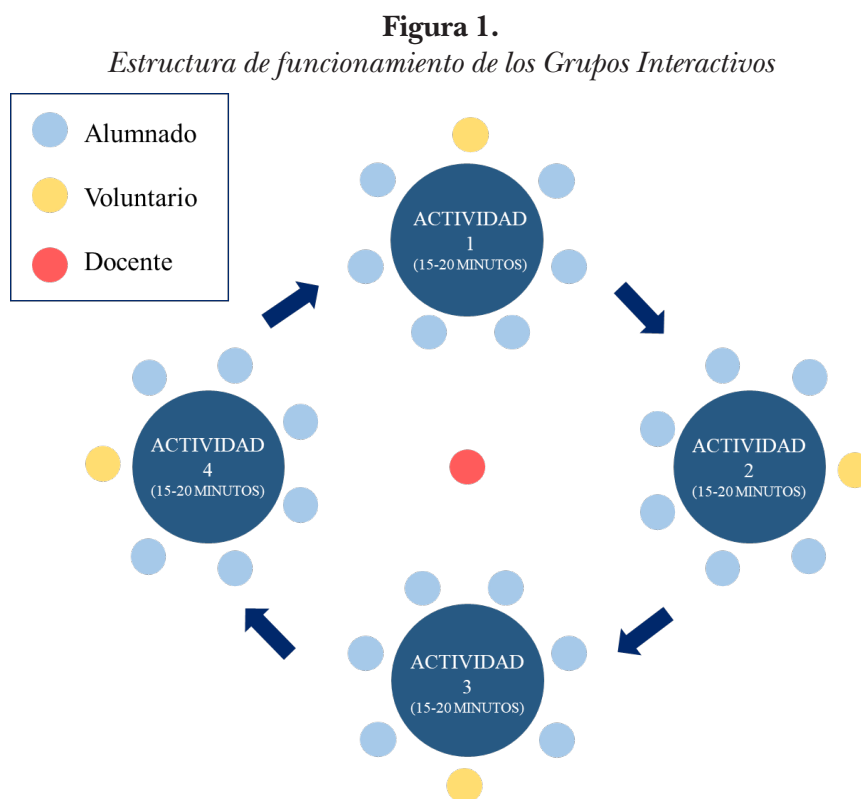 Figura 1.
Estructura de funcionamiento de los Grupos Interactivos
Alumnado
Voluntario
Docente
ACTIVIDAD
1
(15-20 MINUTOS)
ACTIVIDAD
2
(15-20 MINUTOS)
ACTIVIDAD
3
(15-20 MINUTOS)
ACTIVIDAD
4
(15-20 MINUTOS)